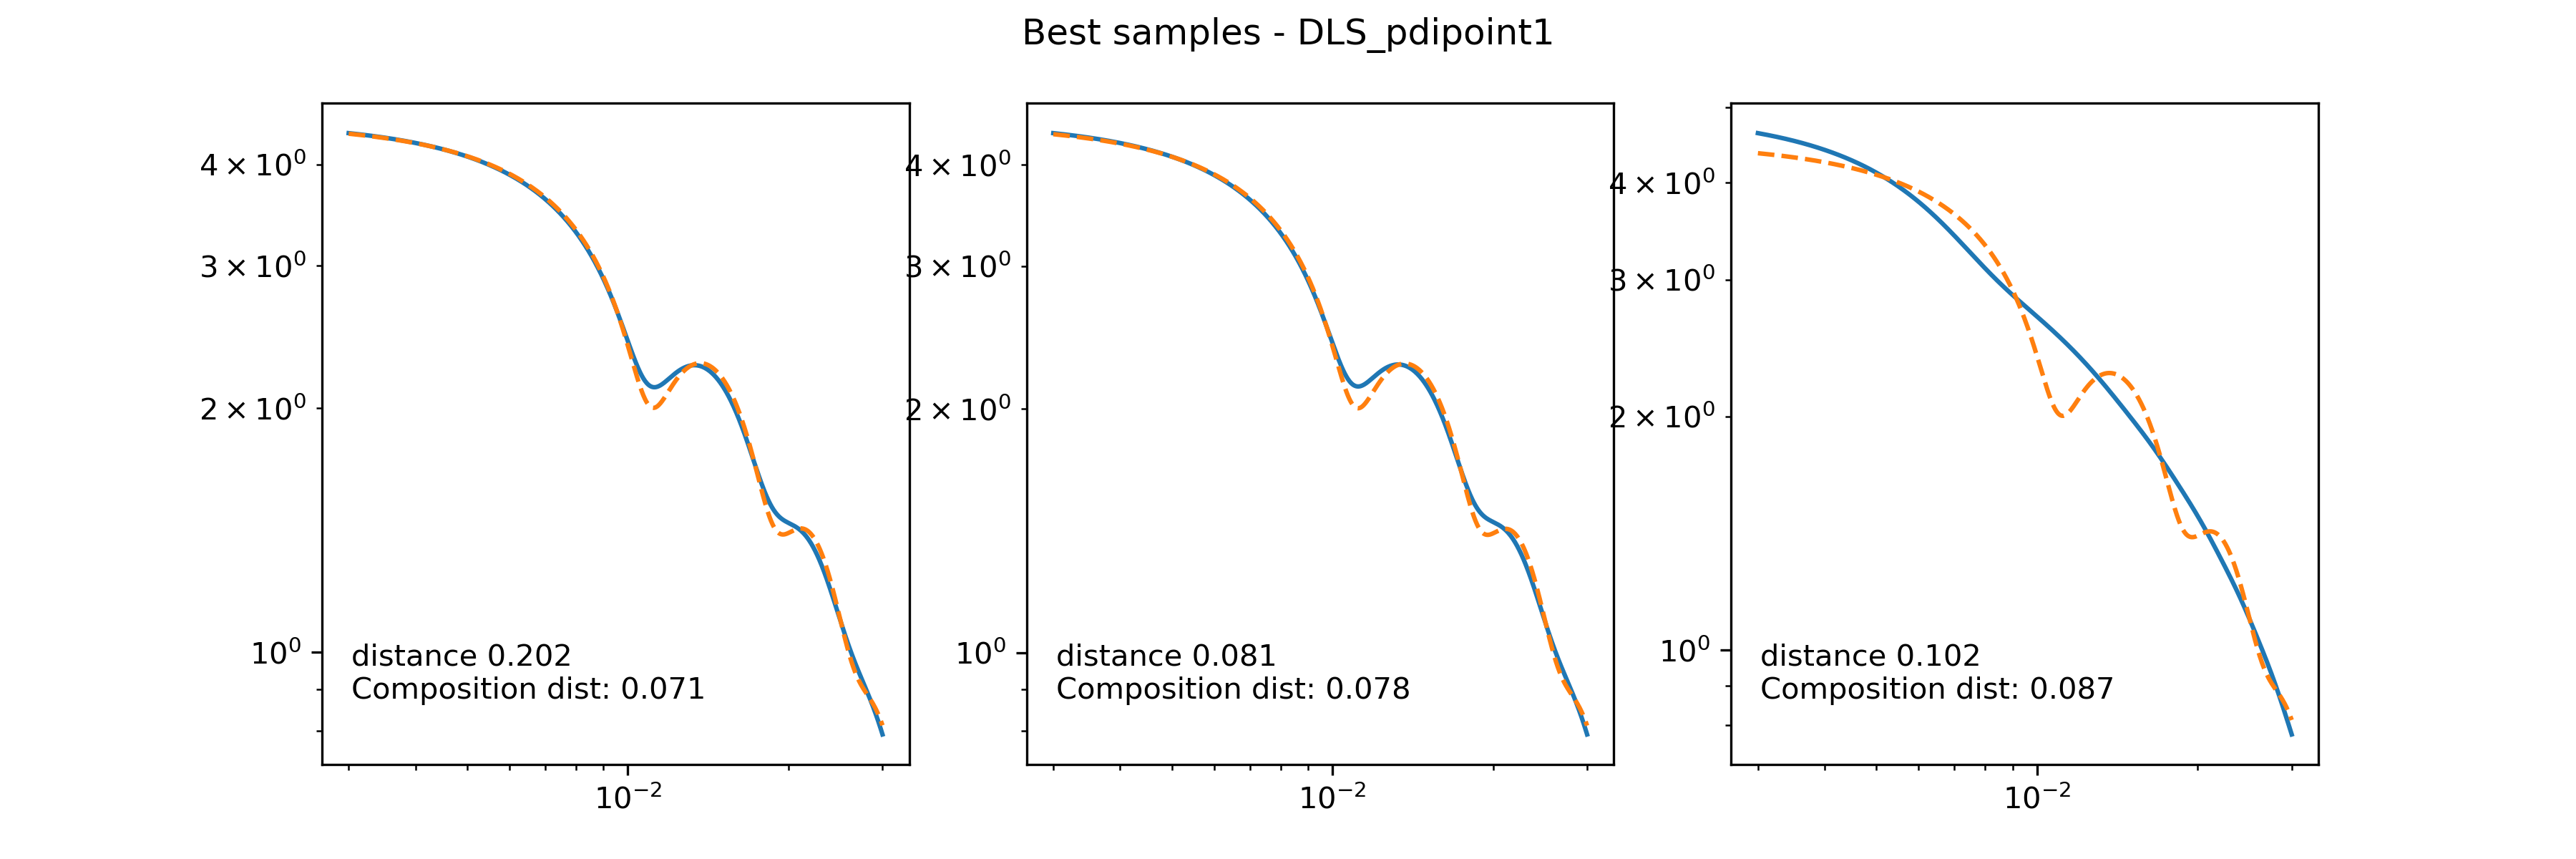 Best samples - DLS_pdipoint1
4 × 10⁰
3 × 10⁰
2 × 10⁰
10⁰
distance 0.202
Composition dist: 0.071
10⁻²
4 × 10⁰
3 × 10⁰
2 × 10⁰
10⁰
distance 0.081
Composition dist: 0.078
10⁻²
4 × 10⁰
3 × 10⁰
2 × 10⁰
10⁰
distance 0.102
Composition dist: 0.087
10⁻²